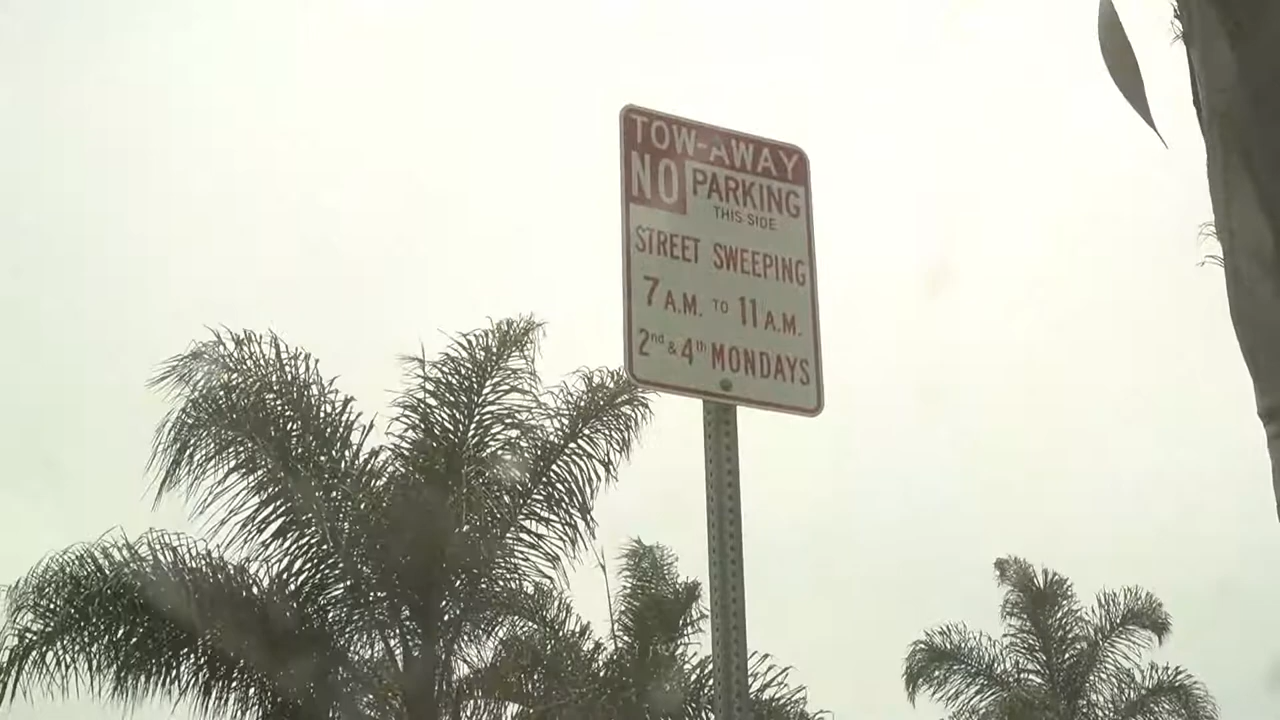 TOW-AWAY
NO PARKING
THIS SIDE
STREET SWEEPING
7 A.M. TO 11 A.M.
2nd & 4th MONDAYS